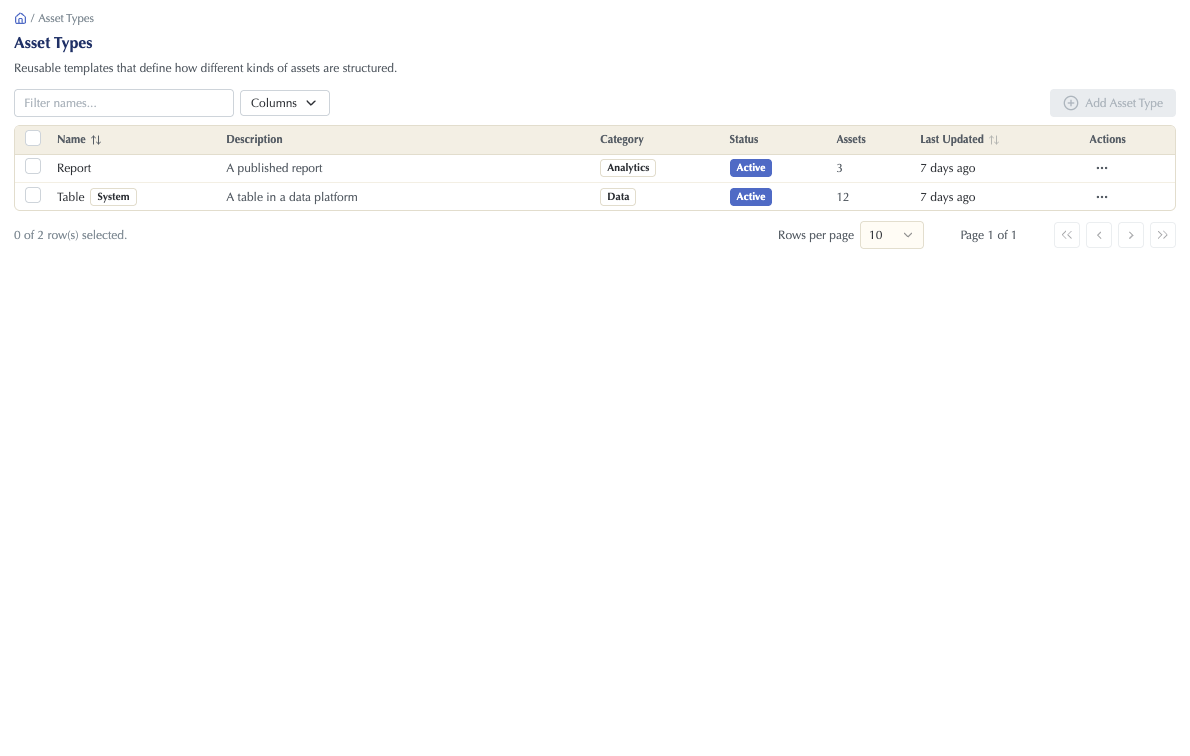 / Asset Types
Asset Types
Reusable templates that define how different kinds of assets are structured.
Filter names... Columns Add Asset Type
Name Description Category Status Assets Last Updated Actions
Report A published report Analytics Active 3 7 days ago ...
Table System A table in a data platform Data Active 12 7 days ago ...
0 of 2 row(s) selected. Rows per page 10 Page 1 of 1